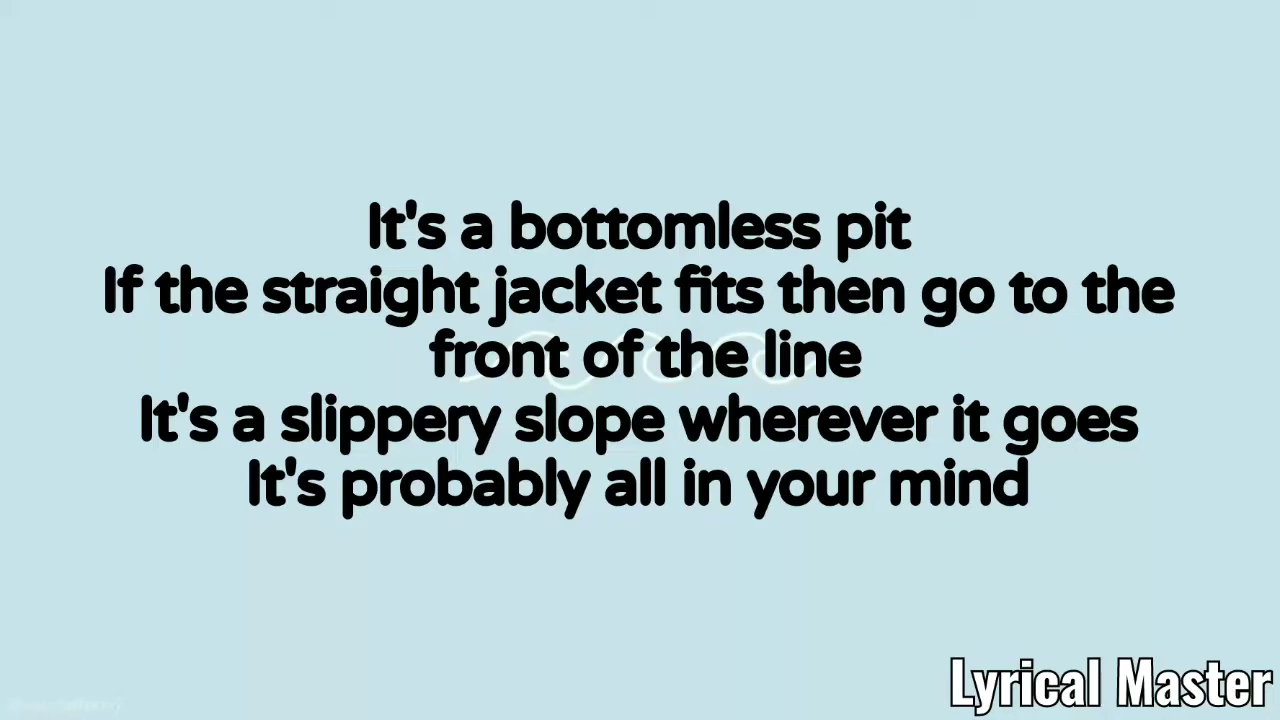 It's a bottomless pit
If the straight jacket fits then go to the
front of the line
It's a slippery slope wherever it goes
It's probably all in your mind
Lyrical Master